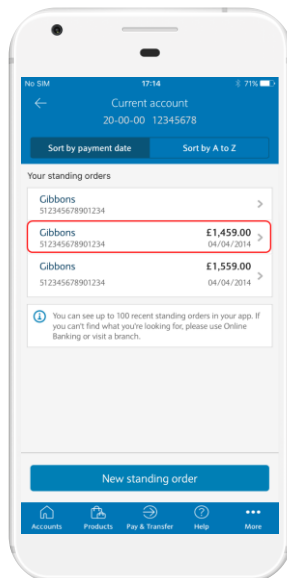 No SIM 17:14 71%
Current account
20-00-00 12345678
Sort by payment date Sort by A to Z
Your standing orders
Gibbons
512345678901234
Gibbons £1,459.00
512345678901234 04/04/2014
Gibbons £1,559.00
512345678901234 04/04/2014
You can see up to 100 recent standing orders in your app. If
you can't find what you're looking for, please use Online
Banking or visit a branch.
New standing order
Accounts Products Pay & Transfer Help More